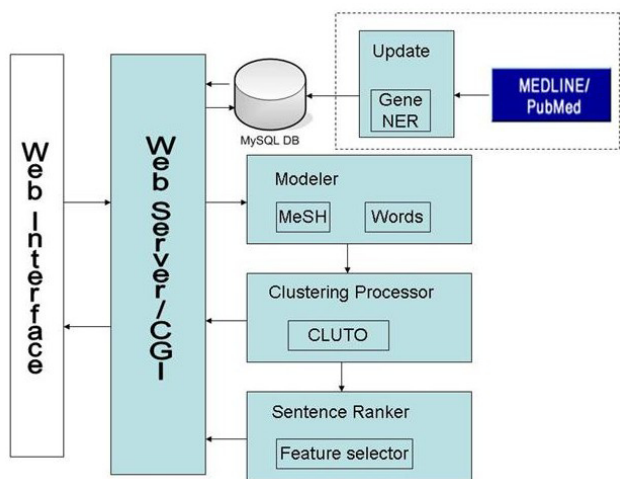 Web Interface
Web Server/CGI
MySQL DB
Update
Gene
NER
MEDLINE/
PubMed
Modeler
MeSH
Words
Clustering Processor
CLUTO
Sentence Ranker
Feature selector